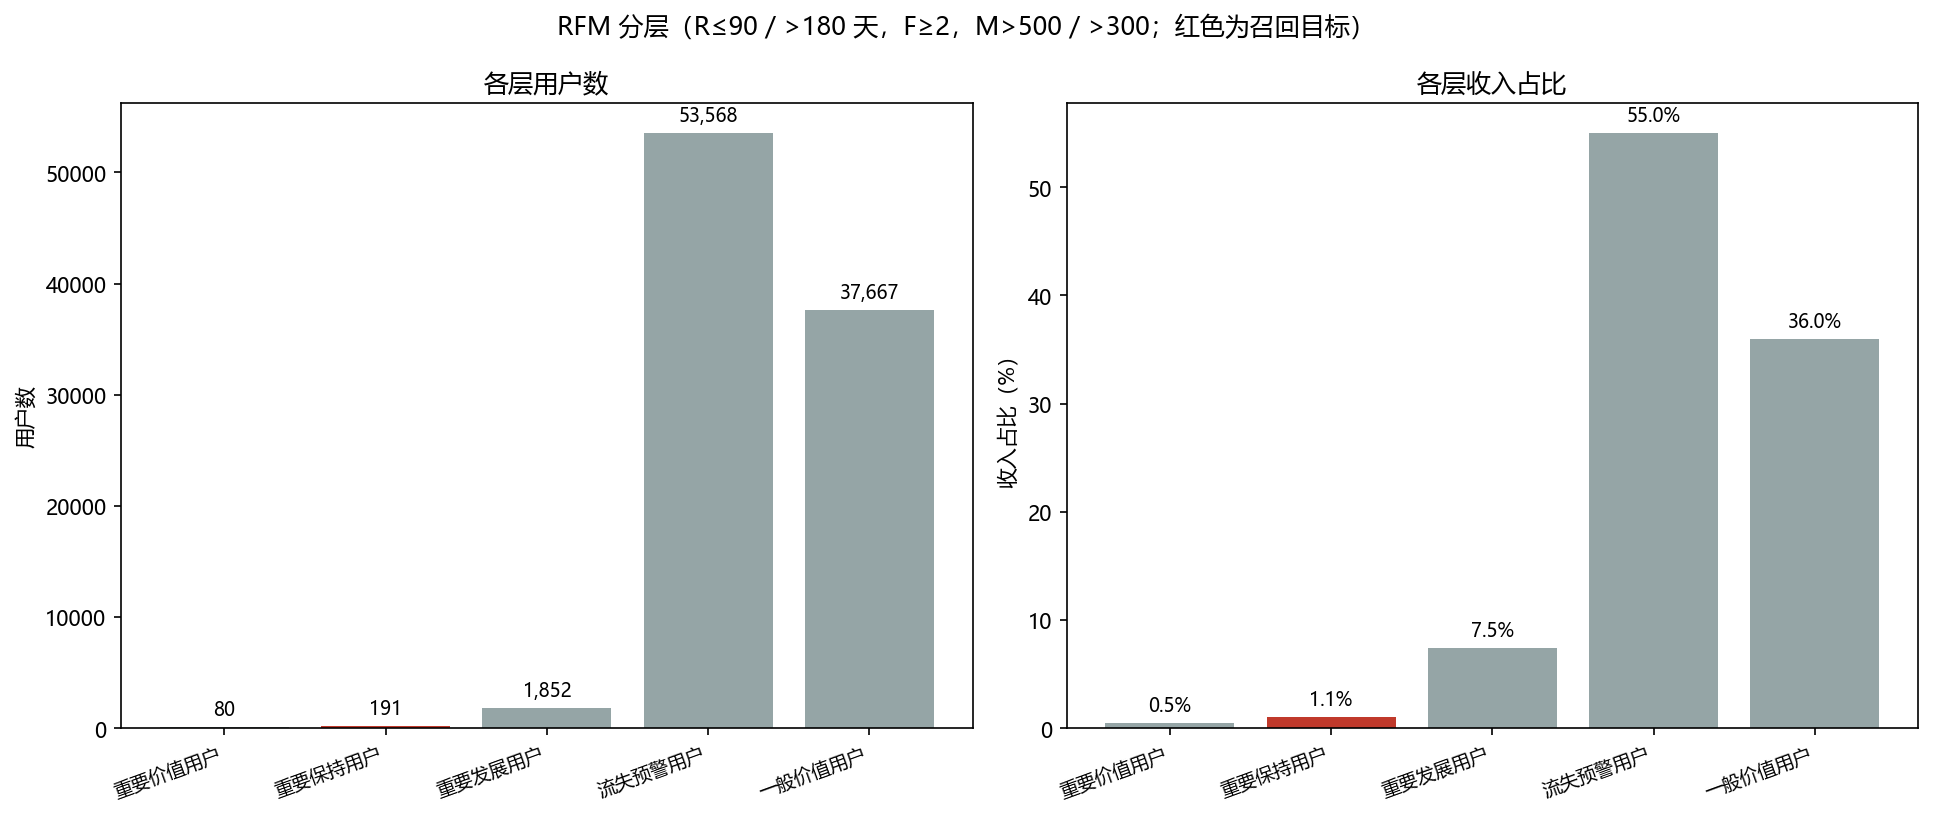 RFM 分层（R≤90 / >180 天，F≥2，M>500 / >300；红色为召回目标）
各层用户数
用户数
50000
40000
30000
20000
10000
0
80
191
1,852
53,568
37,667
重要价值用户
重要保持用户
重要发展用户
流失预警用户
一般价值用户
各层收入占比
收入占比（%）
50
40
30
20
10
0
0.5%
1.1%
7.5%
55.0%
36.0%
重要价值用户
重要保持用户
重要发展用户
流失预警用户
一般价值用户